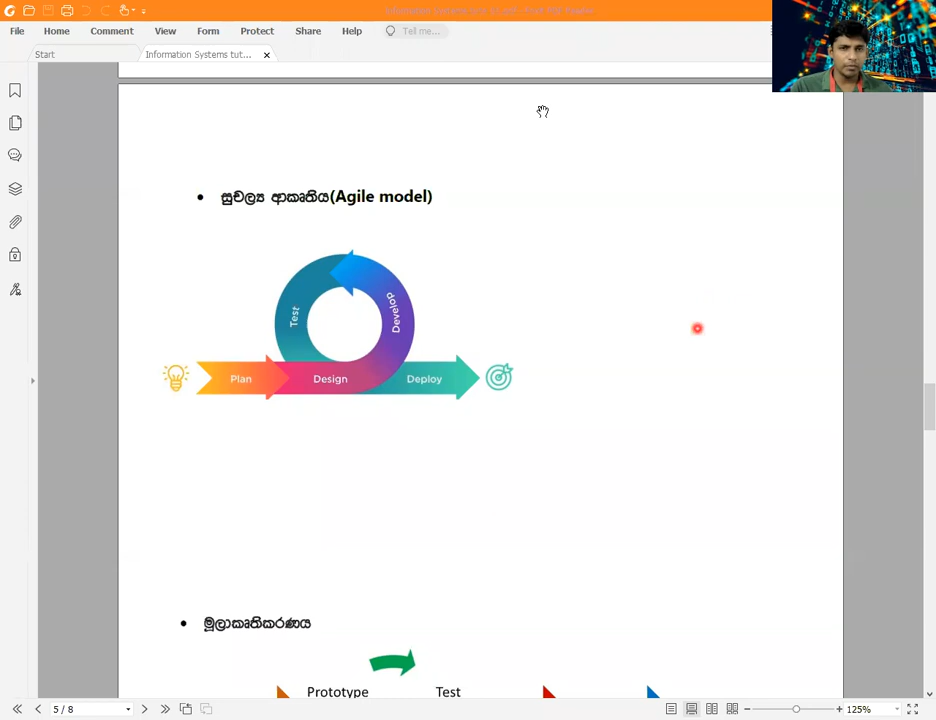 File Home Comment View Form Protect Share Help Tell me...
Start Information Systems tut...
• සුචල්‍ය ආකෘතිය(Agile model)
Test
Develop
Plan Design Deploy
• මූලාකෘතිකරණය
Prototype Test
5 / 8 125%